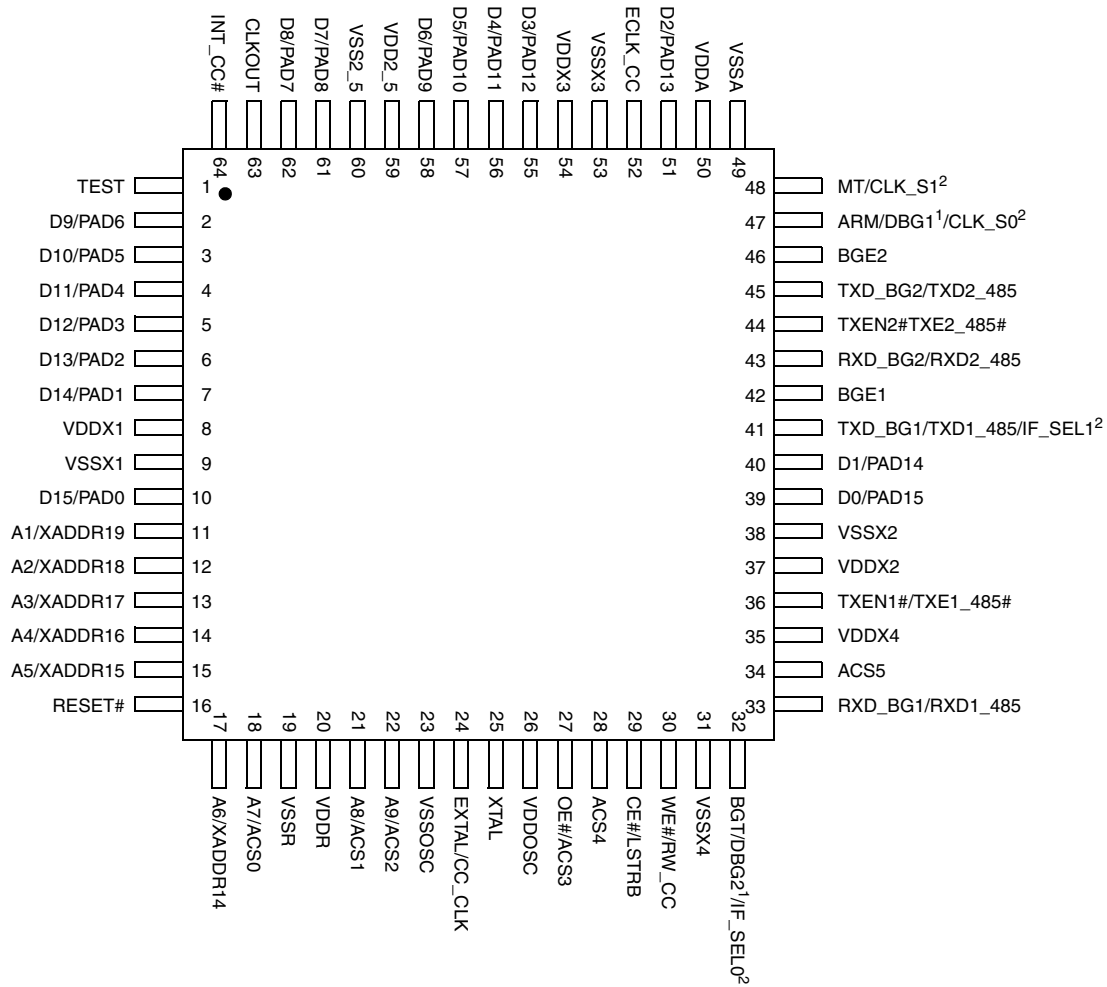 INT_CC#
CLKOUT
D8/PAD7
D7/PAD8
VSS2_5
VDD2_5
D6/PAD9
D5/PAD10
D4/PAD11
D3/PAD12
VDDX3
VSSX3
ECLK_CC
D2/PAD13
VDDA
VSSA
64
63
62
61
60
59
58
57
56
55
54
53
52
51
50
49
TEST 1
D9/PAD6 2
D10/PAD5 3
D11/PAD4 4
D12/PAD3 5
D13/PAD2 6
D14/PAD1 7
VDDX1 8
VSSX1 9
D15/PAD0 10
A1/XADDR19 11
A2/XADDR18 12
A3/XADDR17 13
A4/XADDR16 14
A5/XADDR15 15
RESET# 16
48 MT/CLK_S1²
47 ARM/DBG1¹/CLK_S0²
46 BGE2
45 TXD_BG2/TXD2_485
44 TXEN2#TXE2_485#
43 RXD_BG2/RXD2_485
42 BGE1
41 TXD_BG1/TXD1_485/IF_SEL1²
40 D1/PAD14
39 D0/PAD15
38 VSSX2
37 VDDX2
36 TXEN1#/TXE1_485#
35 VDDX4
34 ACS5
33 RXD_BG1/RXD1_485
17
18
19
20
21
22
23
24
25
26
27
28
29
30
31
32
A6/XADDR14
A7/ACS0
VSSR
VDDR
A8/ACS1
A9/ACS2
VSSOSC
EXTAL/CC_CLK
XTAL
VDDOSC
OE#/ACS3
ACS4
CE#/LSTRB
WE#/RW_CC
VSSX4
BGT/DBG2¹/IF_SEL0²